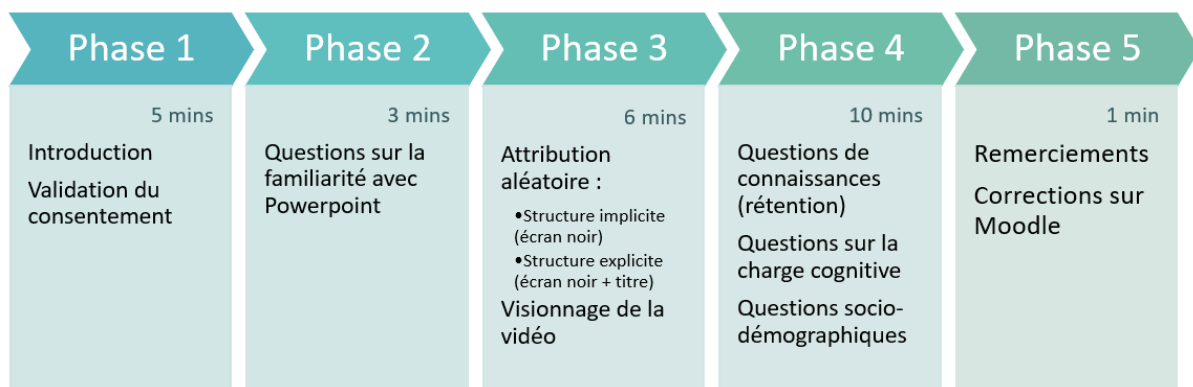 Phase 1
5 mins
Introduction
Validation du
consentement
Phase 2
3 mins
Questions sur la
familiarité avec
Powerpoint
Phase 3
6 mins
Attribution
aléatoire :
•Structure implicite
(écran noir)
•Structure explicite
(écran noir + titre)
Visionnage de la
vidéo
Phase 4
10 mins
Questions de
connaissances
(rétention)
Questions sur la
charge cognitive
Questions socio-
démographiques
Phase 5
1 min
Remerciements
Corrections sur
Moodle